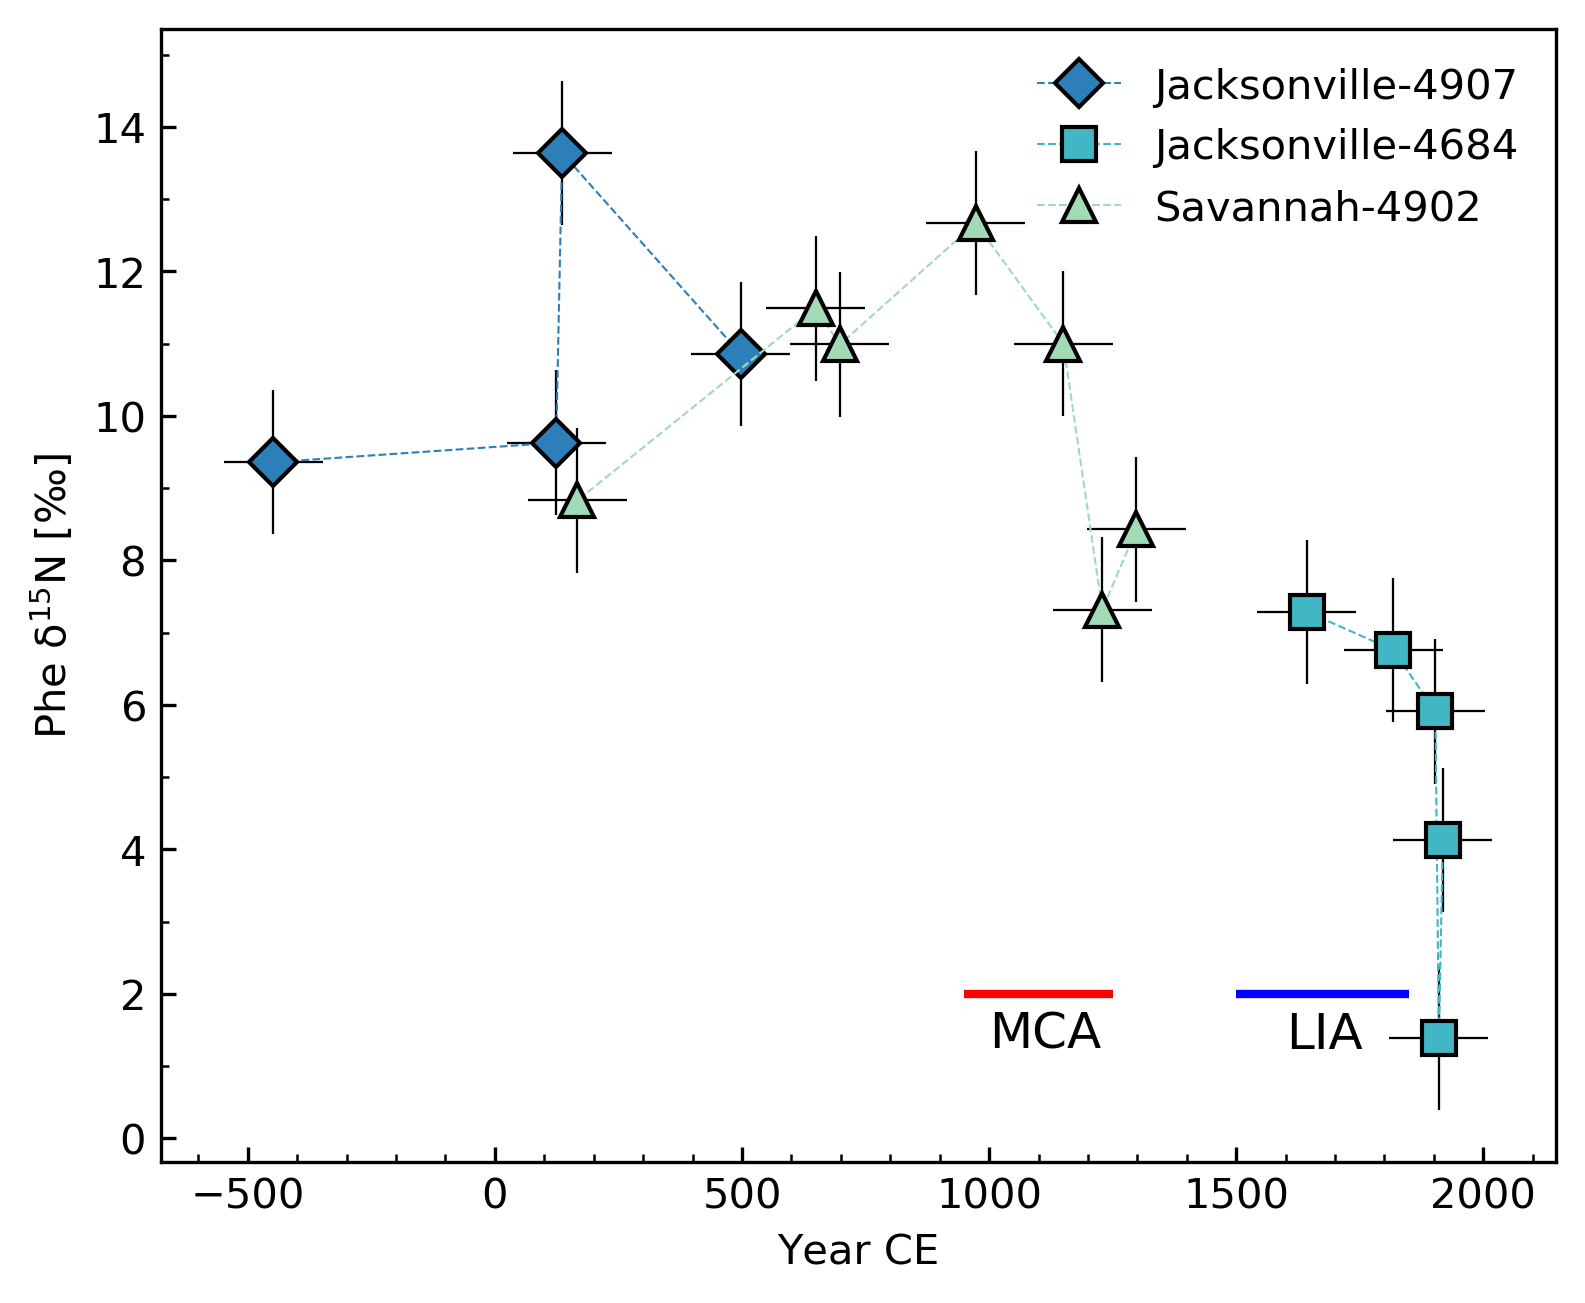 Jacksonville-4907
Jacksonville-4684
Savannah-4902
14
12
10
8
6
4
2
0
Phe δ¹⁵N [‰]
MCA
LIA
−500 0 500 1000 1500 2000
Year CE